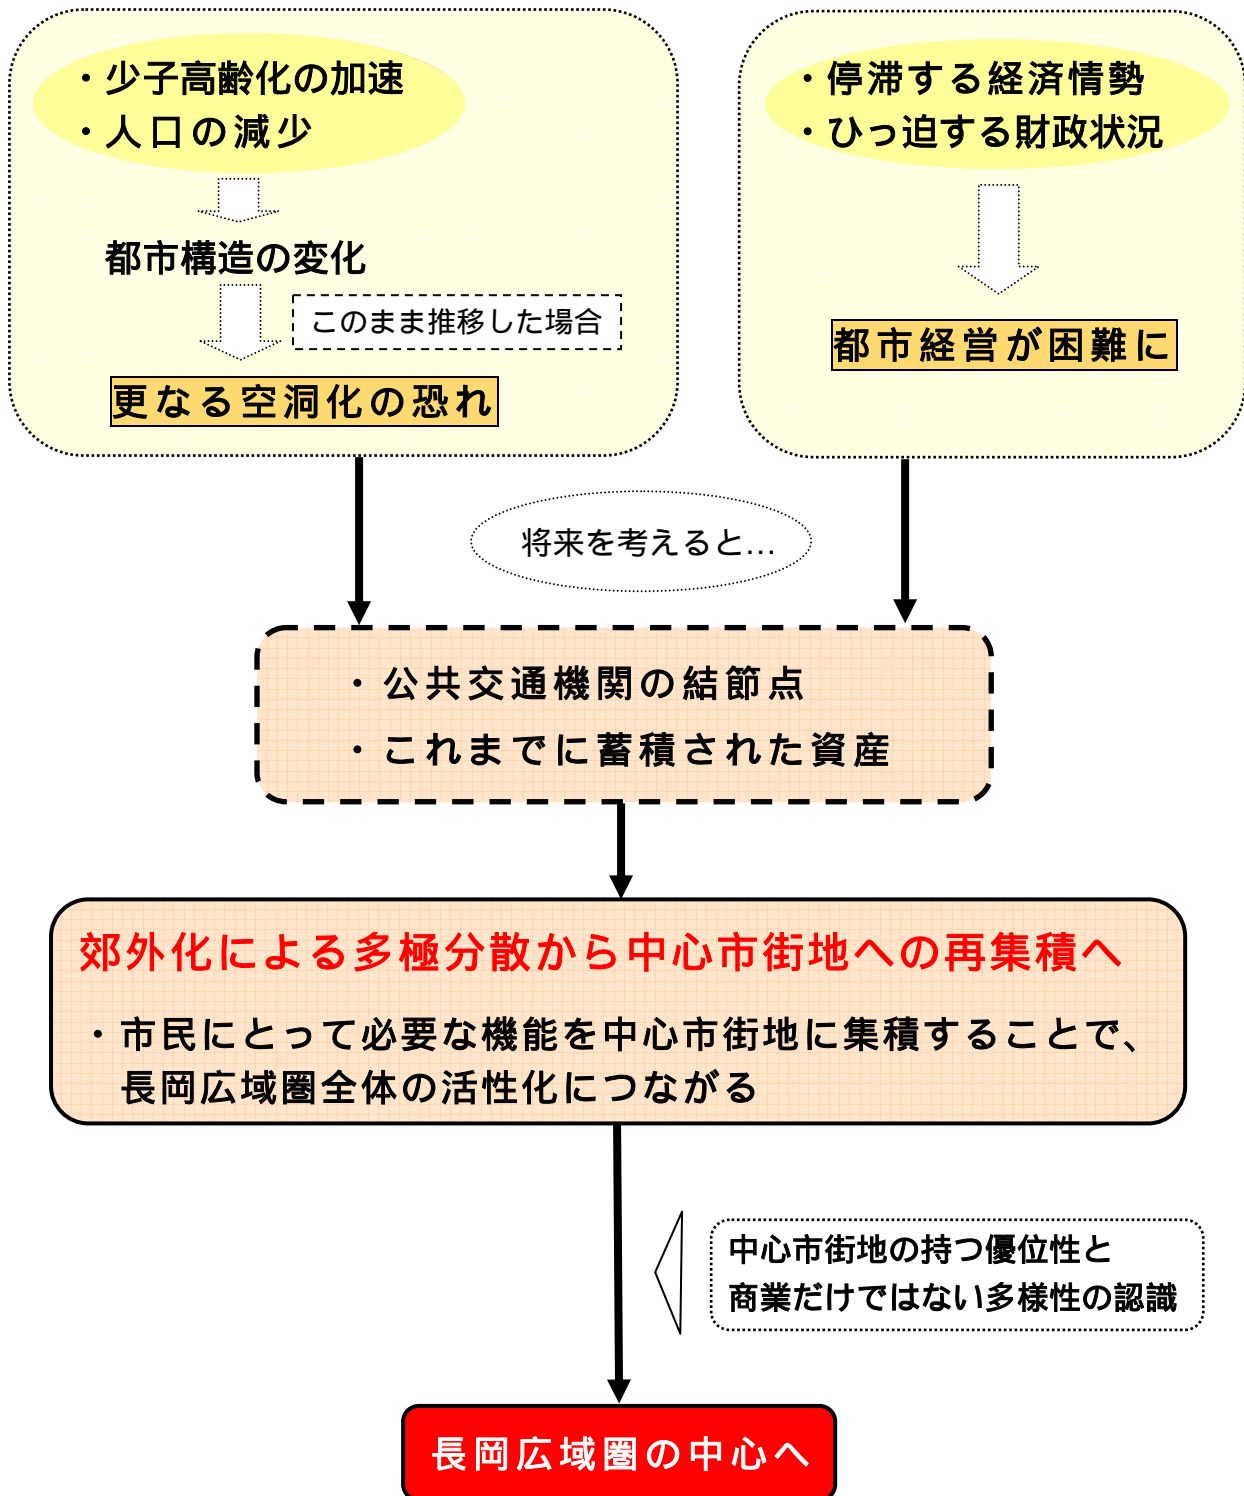 ・少子高齢化の加速
・人口の減少
都市構造の変化
このまま推移した場合
更なる空洞化の恐れ
・停滞する経済情勢
・ひっ迫する財政状況
都市経営が困難に
将来を考えると…
・公共交通機関の結節点
・これまでに蓄積された資産
郊外化による多極分散から中心市街地への再集積へ
・市民にとって必要な機能を中心市街地に集積することで、
長岡広域圏全体の活性化につながる
中心市街地の持つ優位性と
商業だけではない多様性の認識
長岡広域圏の中心へ